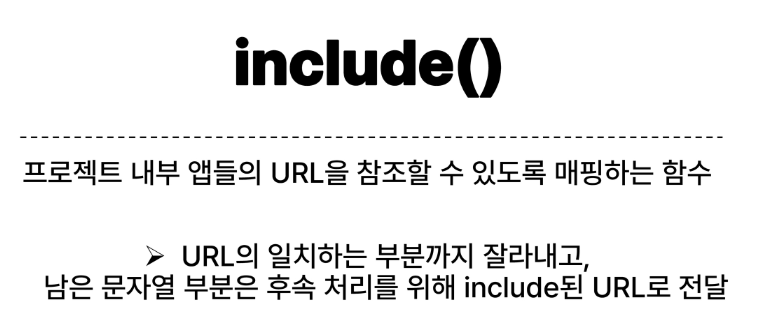 include()
프로젝트 내부 앱들의 URL을 참조할 수 있도록 매핑하는 함수
➢ URL의 일치하는 부분까지 잘라내고,
남은 문자열 부분은 후속 처리를 위해 include된 URL로 전달